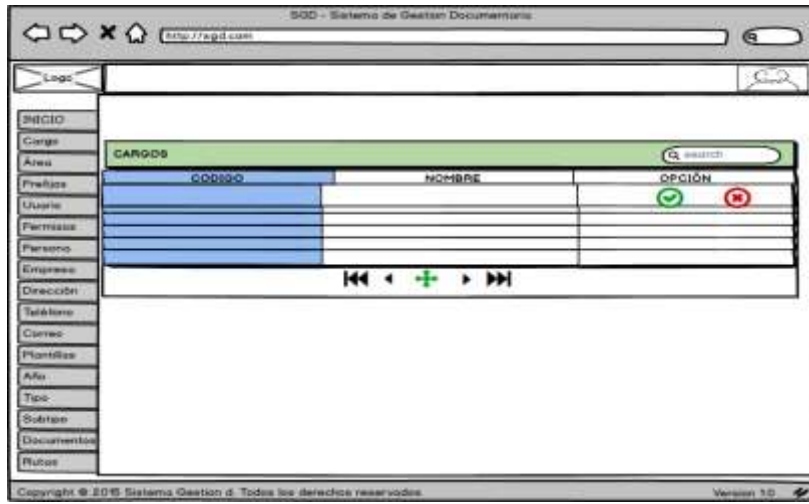 SGD - Sistema de Gestion Documentaria
http://sgd.com
Logo
INICIO
Cargo
Área
Prefijos
Usuario
Permisos
Persona
Empresa
Dirección
Teléfono
Correo
Plantillas
Año
Tipo
Subtipo
Documentos
Rutas
CARGOS
search
CODIGO NOMBRE OPCIÓN
Copyright © 2015 Sistema Gestion d. Todos los derechos reservados.
Version 1.0